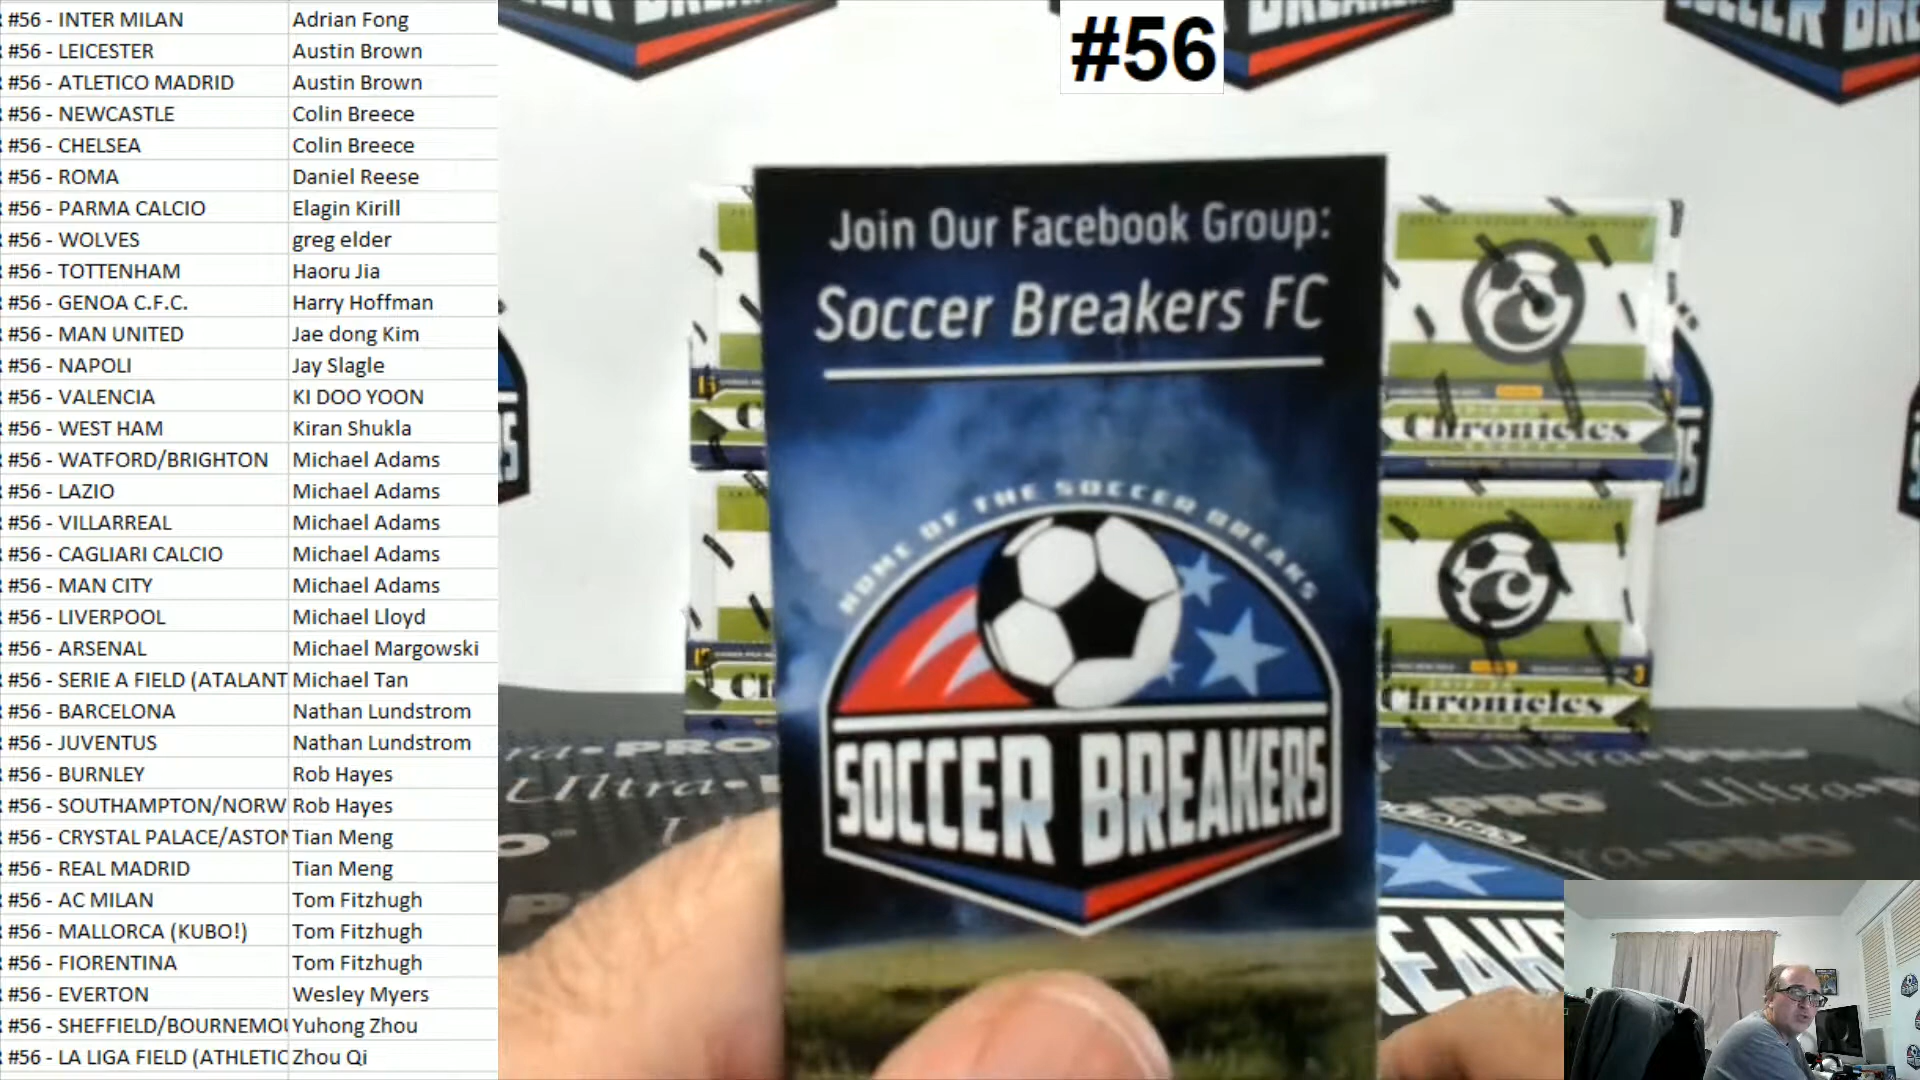 #56 - INTER MILAN Adrian Fong
#56 - LEICESTER Austin Brown
#56 - ATLETICO MADRID Austin Brown
#56 - NEWCASTLE Colin Breece
#56 - CHELSEA Colin Breece
#56 - ROMA Daniel Reese
#56 - PARMA CALCIO Elagin Kirill
#56 - WOLVES greg elder
#56 - TOTTENHAM Haoru Jia
#56 - GENOA C.F.C. Harry Hoffman
#56 - MAN UNITED Jae dong Kim
#56 - NAPOLI Jay Slagle
#56 - VALENCIA KI DOO YOON
#56 - WEST HAM Kiran Shukla
#56 - WATFORD/BRIGHTON Michael Adams
#56 - LAZIO Michael Adams
#56 - VILLARREAL Michael Adams
#56 - CAGLIARI CALCIO Michael Adams
#56 - MAN CITY Michael Adams
#56 - LIVERPOOL Michael Lloyd
#56 - ARSENAL Michael Margowski
#56 - SERIE A FIELD (ATALANT Michael Tan
#56 - BARCELONA Nathan Lundstrom
#56 - JUVENTUS Nathan Lundstrom
#56 - BURNLEY Rob Hayes
#56 - SOUTHAMPTON/NORW Rob Hayes
#56 - CRYSTAL PALACE/ASTON Tian Meng
#56 - REAL MADRID Tian Meng
#56 - AC MILAN Tom Fitzhugh
#56 - MALLORCA (KUBO!) Tom Fitzhugh
#56 - FIORENTINA Tom Fitzhugh
#56 - EVERTON Wesley Myers
#56 - SHEFFIELD/BOURNEMOU Yuhong Zhou
#56 - LA LIGA FIELD (ATHLETIC Zhou Qi
#56
Join Our Facebook Group:
Soccer Breakers FC
HOME OF THE SOCCER BREAKS
SOCCER BREAKERS
Chronicles
Chronicles
Ultra PRO